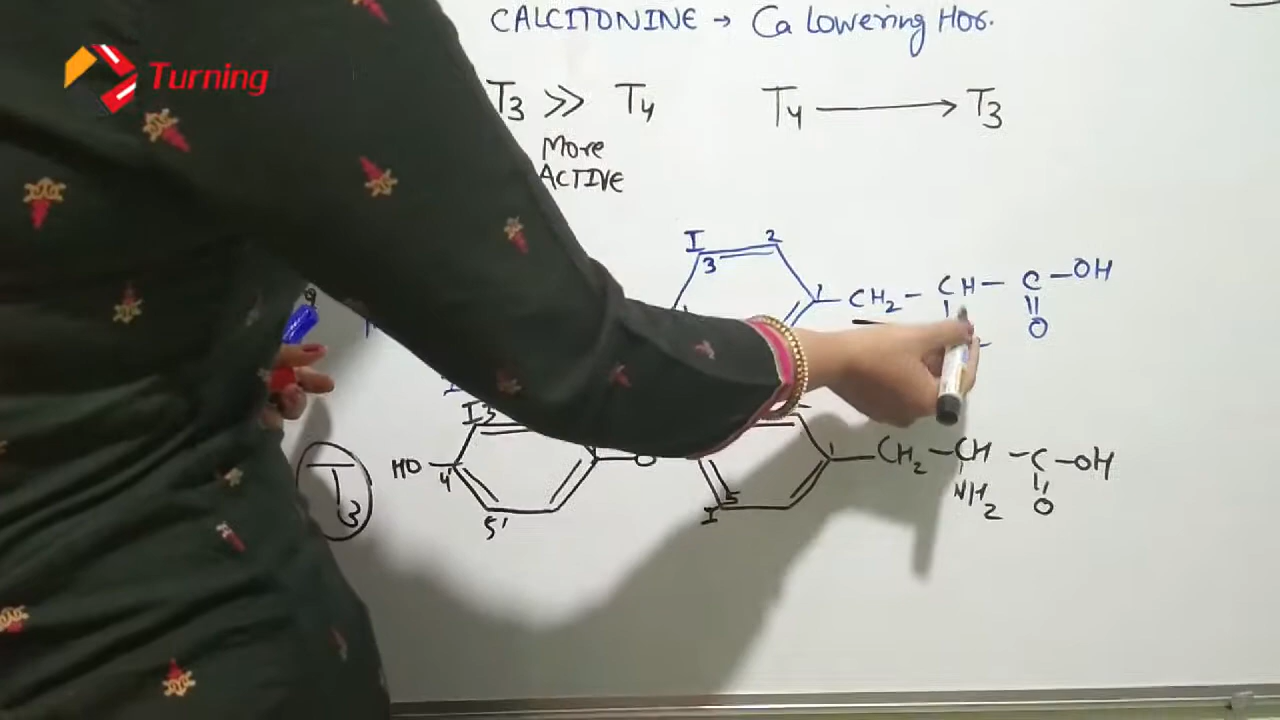 CALCITONINE → Ca lowering Hor.
Turning
T3 >> T4
T4 → T3
More
ACTIVE
I 2
3
1 CH2 - CH - C - OH
O
I 3
HO 4' O 1 CH2 - CH - C - OH
T3
5' I 5 NH2 O